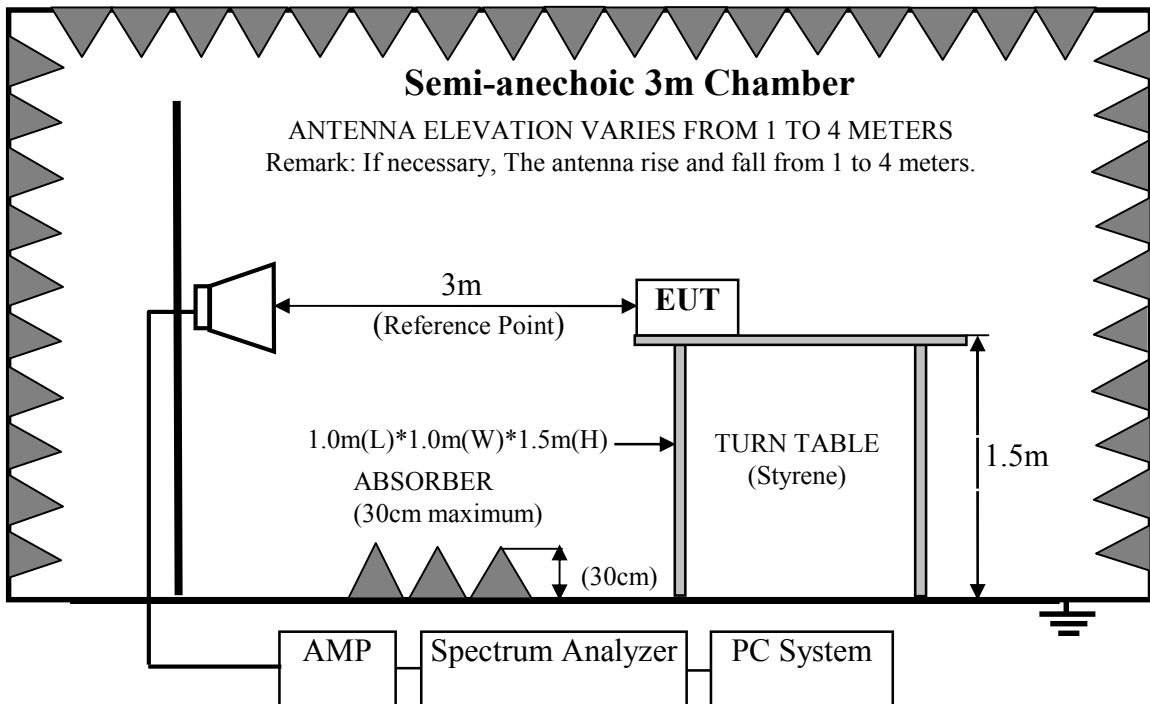 Semi-anechoic 3m Chamber
ANTENNA ELEVATION VARIES FROM 1 TO 4 METERS
Remark: If necessary, The antenna rise and fall from 1 to 4 meters.
3m
(Reference Point)
EUT
1.0m(L)*1.0m(W)*1.5m(H)
TURN TABLE
(Styrene)
1.5m
ABSORBER
(30cm maximum)
(30cm)
AMP
Spectrum Analyzer
PC System